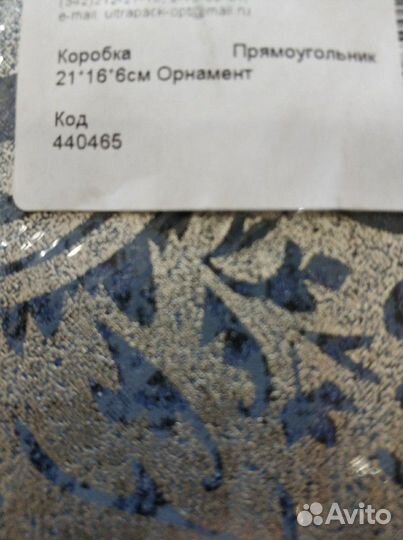 e-mail: ultrapack-opt@mail.ru
Коробка Прямоугольник
21*16*6см Орнамент
Код
440465
Avito